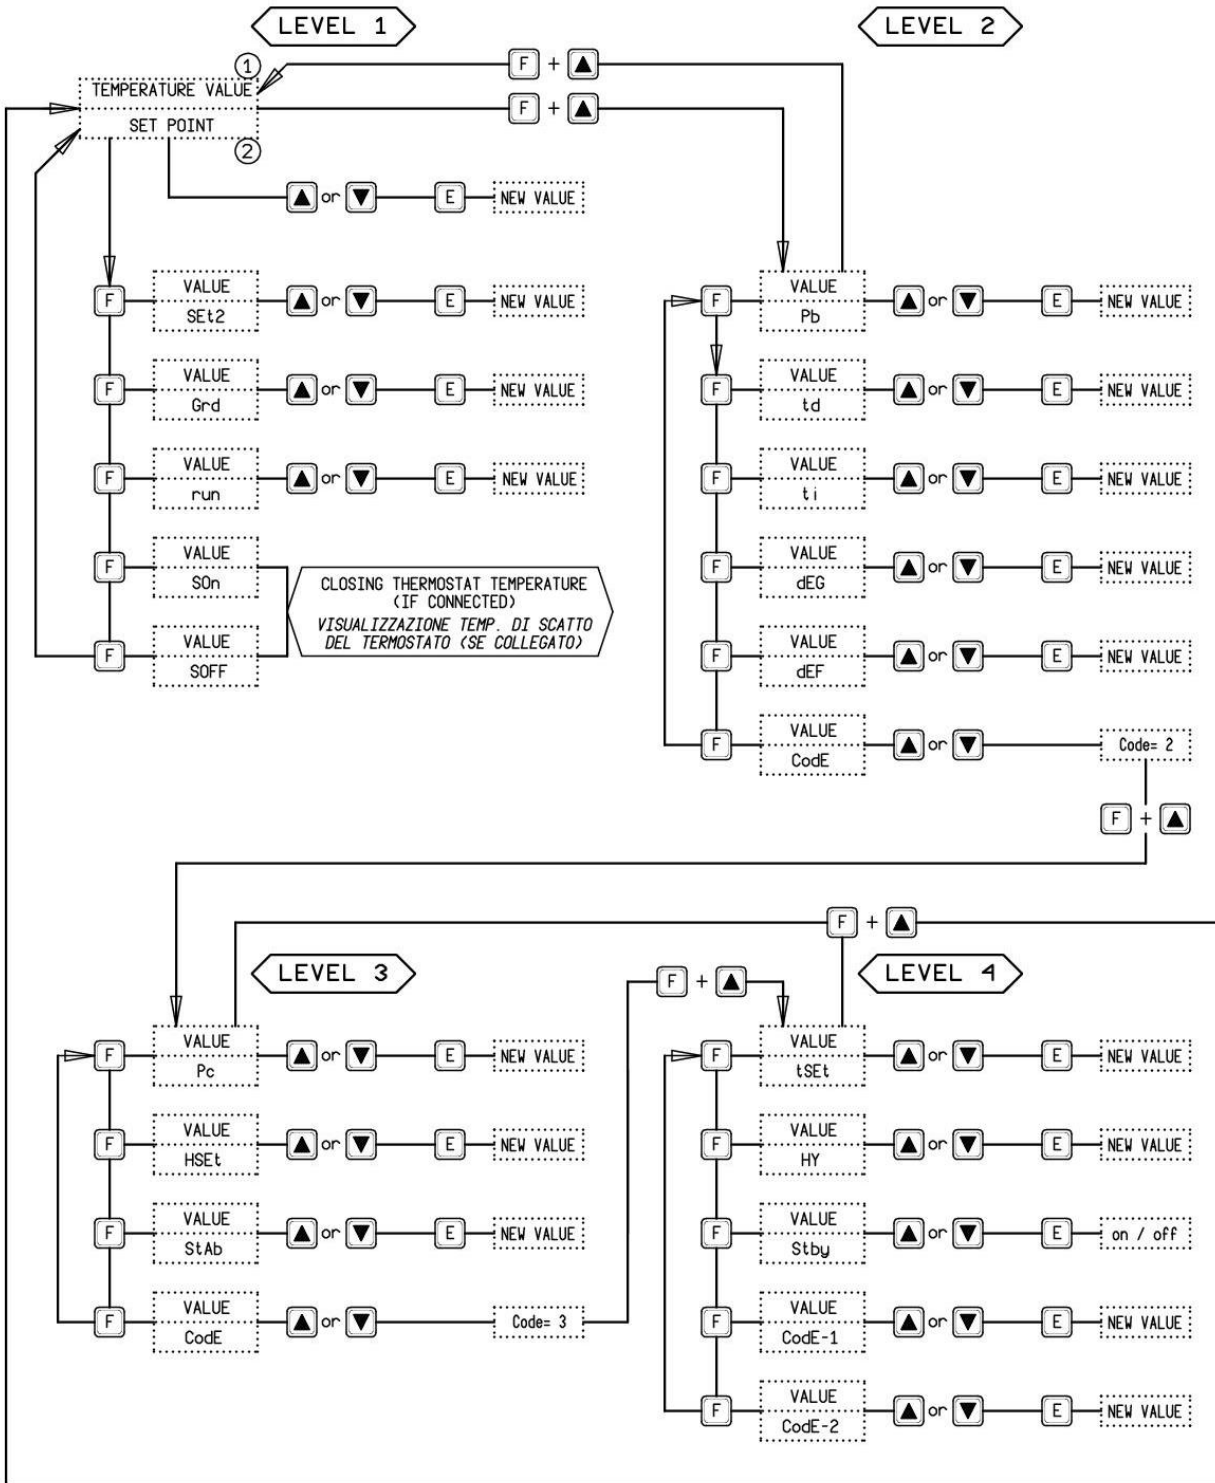 LEVEL 1
LEVEL 2
1
F +
TEMPERATURE VALUE
F +
SET POINT
2
or E NEW VALUE
F VALUE or E NEW VALUE
SEt2
F VALUE or E NEW VALUE
Grd
F VALUE or E NEW VALUE
run
F VALUE
SOn
CLOSING THERMOSTAT TEMPERATURE
(IF CONNECTED)
VISUALIZZAZIONE TEMP. DI SCATTO
DEL TERMOSTATO (SE COLLEGATO)
F VALUE
SOFF
F VALUE or E NEW VALUE
Pb
F VALUE or E NEW VALUE
td
F VALUE or E NEW VALUE
ti
F VALUE or E NEW VALUE
dEG
F VALUE or E NEW VALUE
dEF
F VALUE or Code= 2
CodE
F +
F +
LEVEL 3
F +
LEVEL 4
F VALUE or E NEW VALUE
Pc
F VALUE or E NEW VALUE
HSEt
F VALUE or E NEW VALUE
StAb
F VALUE or Code= 3
CodE
F VALUE or E NEW VALUE
tSEt
F VALUE or E NEW VALUE
HY
F VALUE or E on / off
Stby
F VALUE or E NEW VALUE
CodE-1
F VALUE or E NEW VALUE
CodE-2